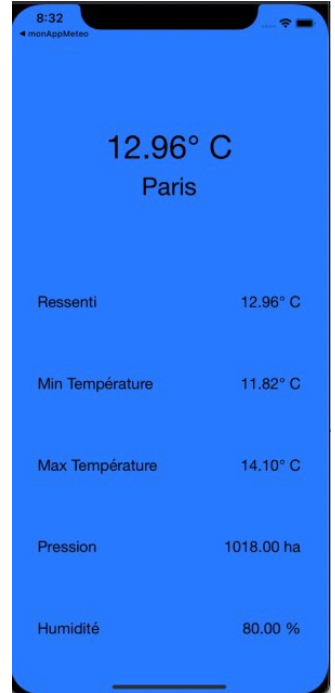 8:32
◀ monAppMeteo
12.96° C
Paris
Ressenti 12.96° C
Min Température 11.82° C
Max Température 14.10° C
Pression 1018.00 ha
Humidité 80.00 %